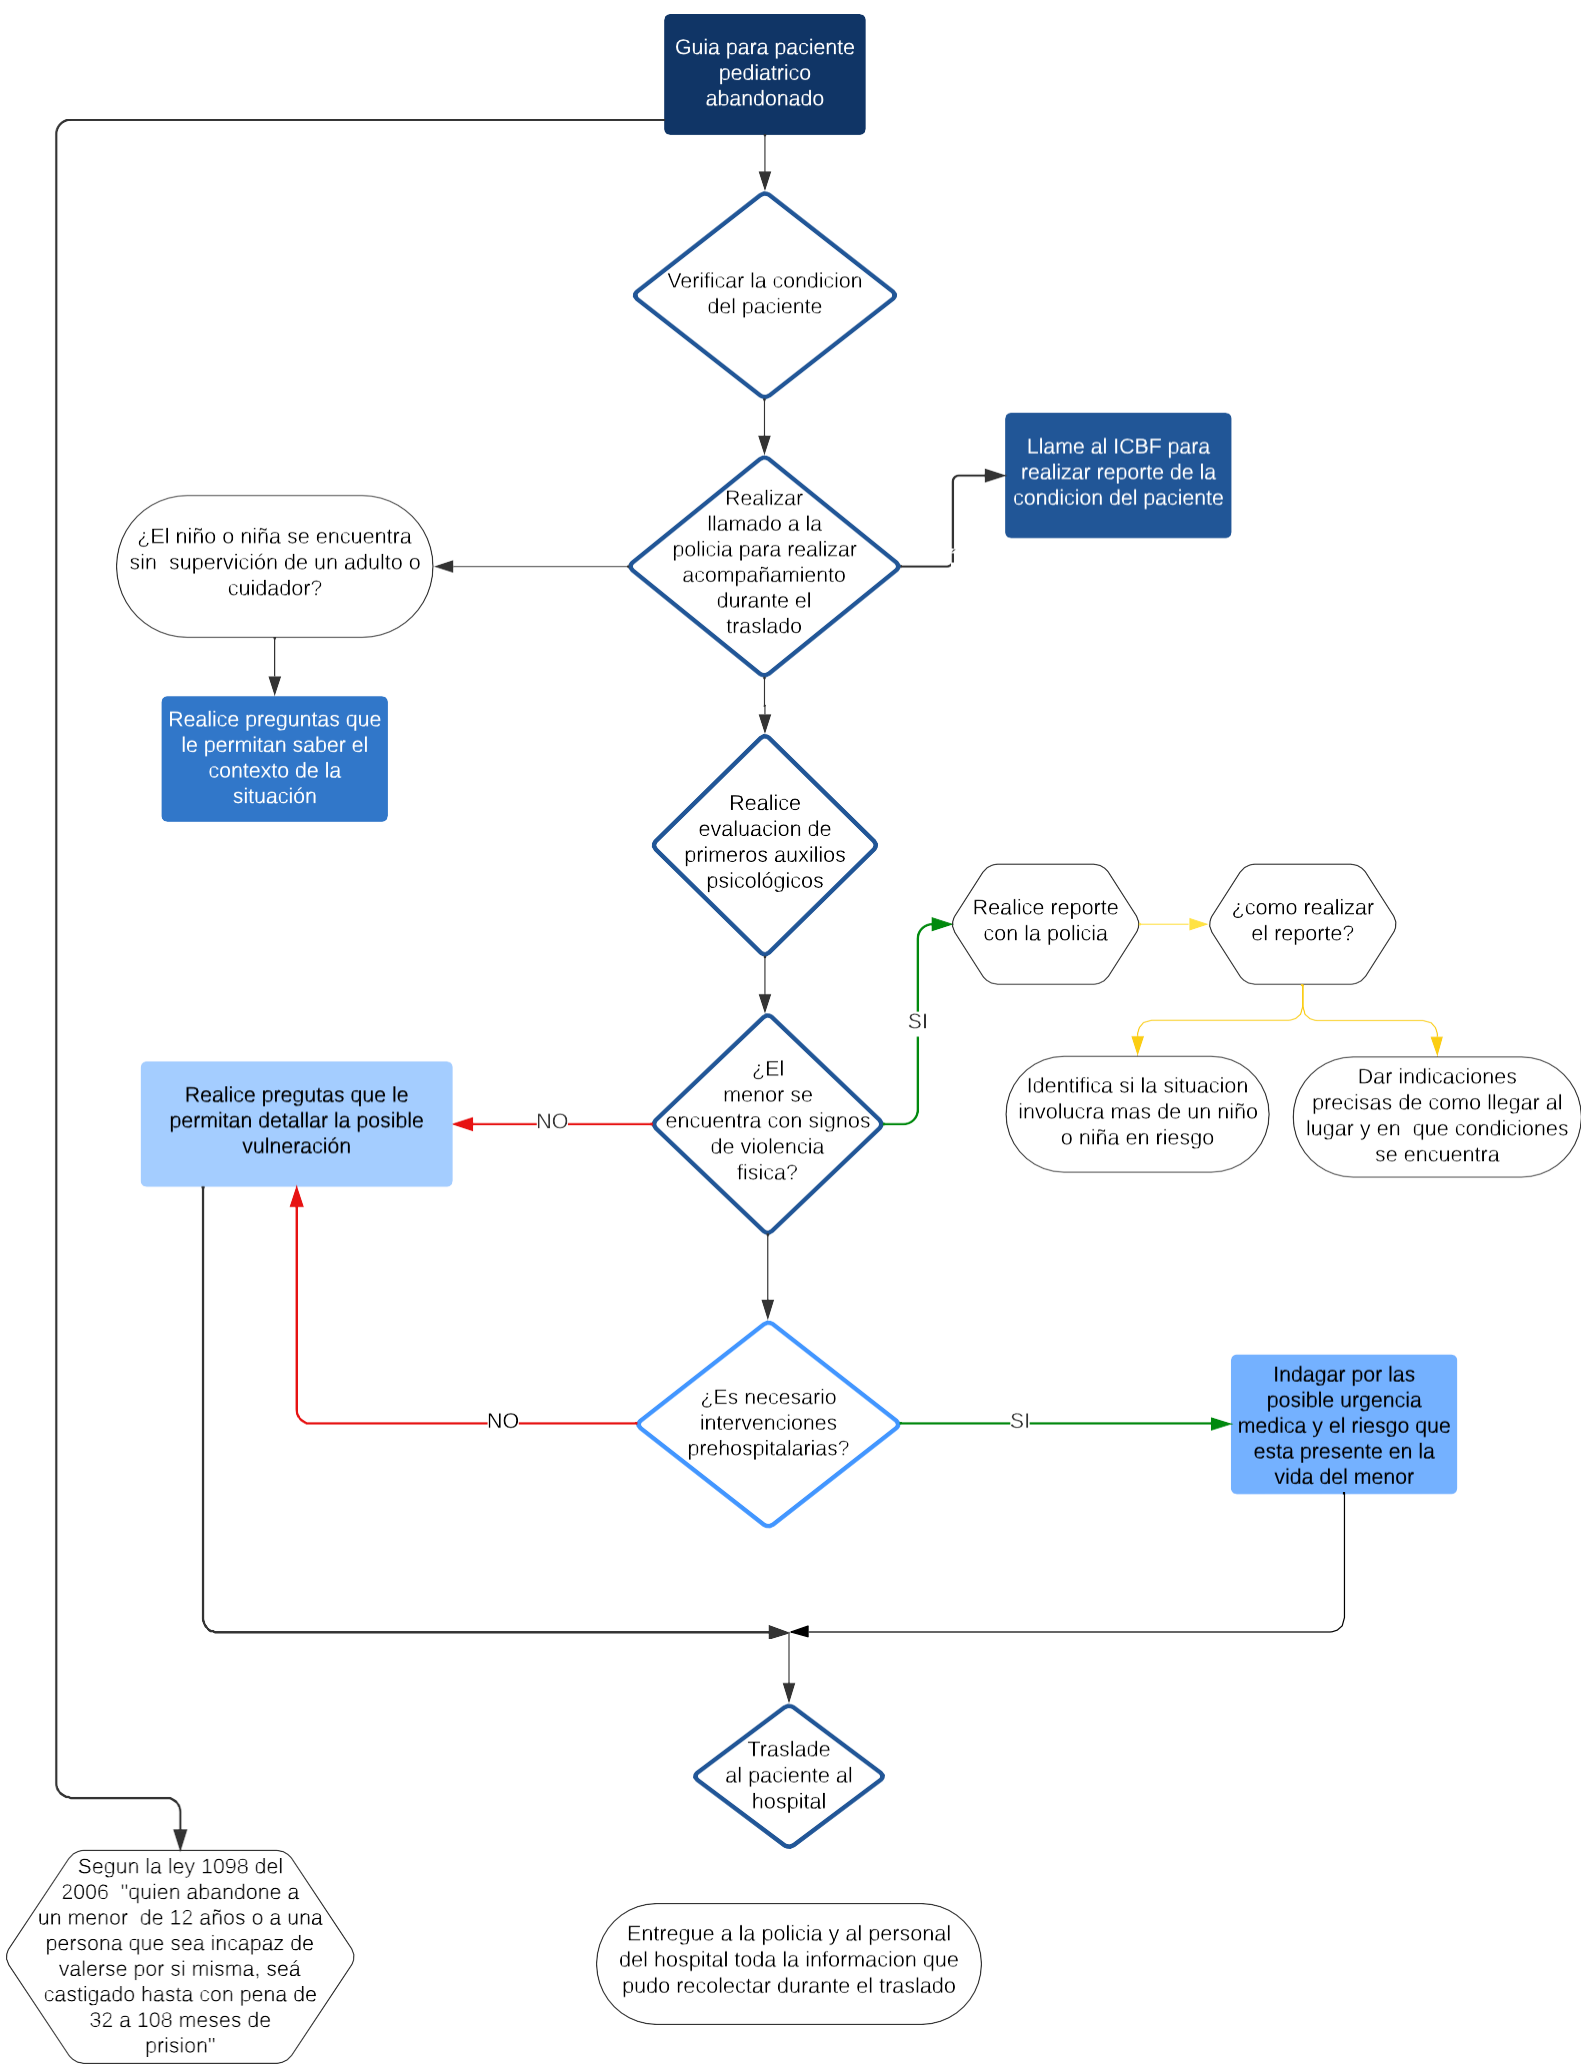 Guia para paciente
pediatrico
abandonado
Verificar la condicion
del paciente
Llame al ICBF para
realizar reporte de la
condicion del paciente
Realizar
llamado a la
policia para realizar
acompañamiento
durante el
traslado
¿El niño o niña se encuentra
sin  supervición de un adulto o
cuidador?
Realice preguntas que
le permitan saber el
contexto de la
situación
Realice
evaluacion de
primeros auxilios
psicológicos
Realice reporte
con la policia
¿como realizar
el reporte?
SI
Identifica si la situacion
involucra mas de un niño
o niña en riesgo
Dar indicaciones
precisas de como llegar al
lugar y en  que condiciones
se encuentra
¿El
menor se
encuentra con signos
de violencia
fisica?
NO
Realice pregutas que le
permitan detallar la posible
vulneración
¿Es necesario
intervenciones
prehospitalarias?
NO
SI
Indagar por las
posible urgencia
medica y el riesgo que
esta presente en la
vida del menor
Traslade
al paciente al
hospital
Segun la ley 1098 del
2006  "quien abandone a
un menor  de 12 años o a una
persona que sea incapaz de
valerse por si misma, seá
castigado hasta con pena de
32 a 108 meses de
prision"
Entregue a la policia y al personal
del hospital toda la informacion que
pudo recolectar durante el traslado